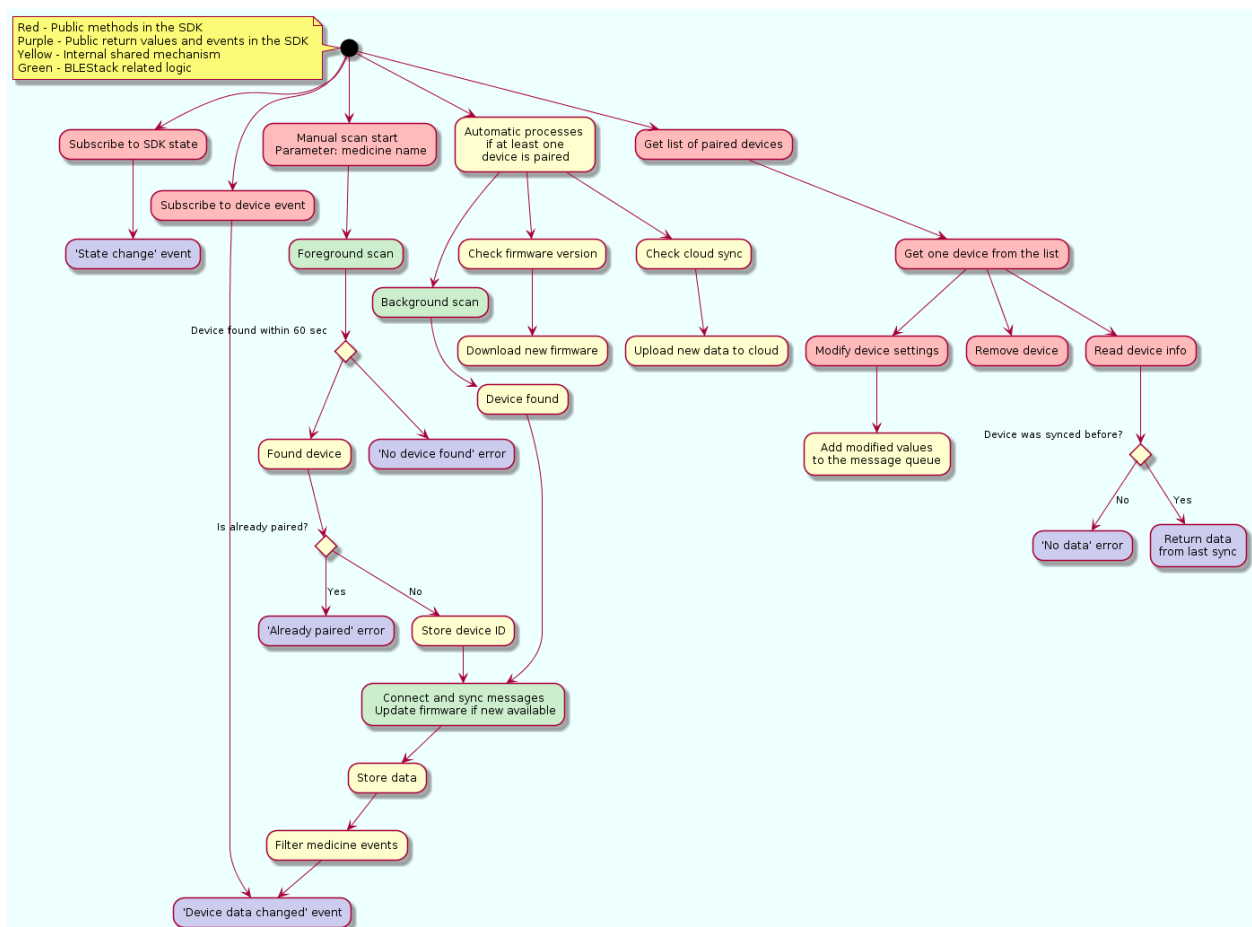 Red - Public methods in the SDK
Purple - Public return values and events in the SDK
Yellow - Internal shared mechanism
Green - BLEStack related logic
Subscribe to SDK state
Manual scan start
Parameter: medicine name
Automatic processes
if at least one
device is paired
Get list of paired devices
Subscribe to device event
'State change' event
Foreground scan
Check firmware version
Check cloud sync
Get one device from the list
Background scan
Device found within 60 sec
Download new firmware
Upload new data to cloud
Modify device settings
Remove device
Read device info
Device found
Found device
'No device found' error
Add modified values
to the message queue
Device was synced before?
No
Yes
Is already paired?
'No data' error
Return data
from last sync
Yes
No
'Already paired' error
Store device ID
Connect and sync messages
Update firmware if new available
Store data
Filter medicine events
'Device data changed' event